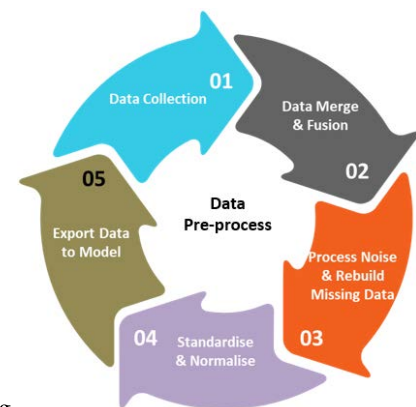 01
Data Collection
Data Merge
& Fusion
02
Process Noise
& Rebuild
Missing Data
03
Standardise
& Normalise
04
Export Data
to Model
05
Data
Pre-process